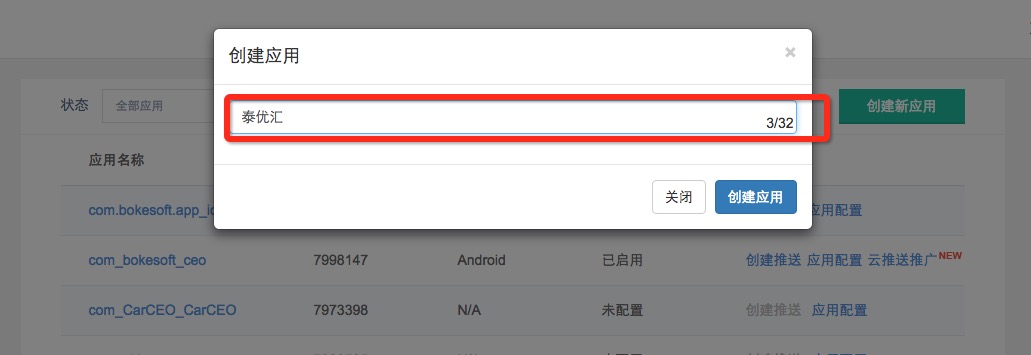 创建应用 ×
状态 全部应用 创建新应用
泰优汇 3/32
应用名称
关闭 创建应用
com.bokesoft.app_ 应用配置
com_bokesoft_ceo 7998147 Android 已启用 创建推送 应用配置 云推送推广 NEW
com_CarCEO_CarCEO 7973398 N/A 未配置 创建推送 应用配置